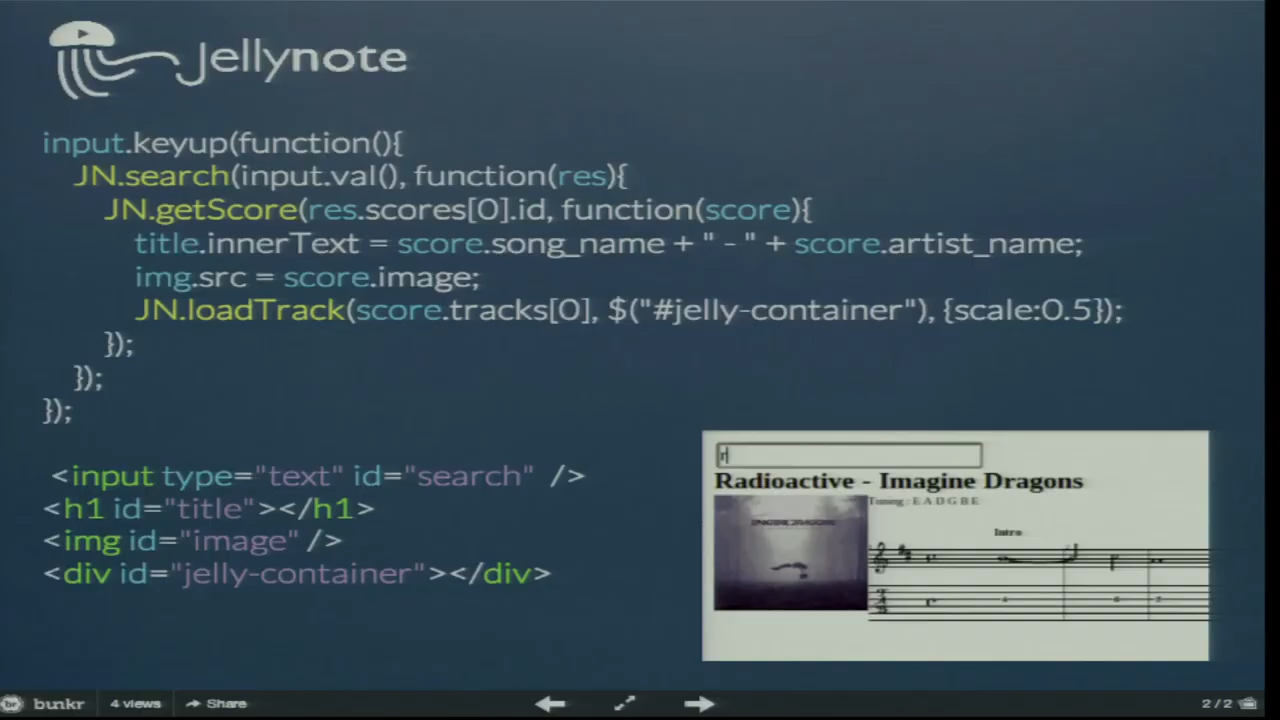 Jellynote
input.keyup(function(){
JN.search(input.val(), function(res){
JN.getScore(res.scores[0].id, function(score){
title.innerText = score.song_name + " - " + score.artist_name;
img.src = score.image;
JN.loadTrack(score.tracks[0], $("#jelly-container"), {scale:0.5});
});
});
});
<input type="text" id="search" />
<h1 id="title"></h1>
<img id="image" />
<div id="jelly-container"></div>
r
Radioactive - Imagine Dragons
Tuning : E A D G B E
IMAGINE DRAGONS
Intro
bunkr
4 views
Share
2 / 2